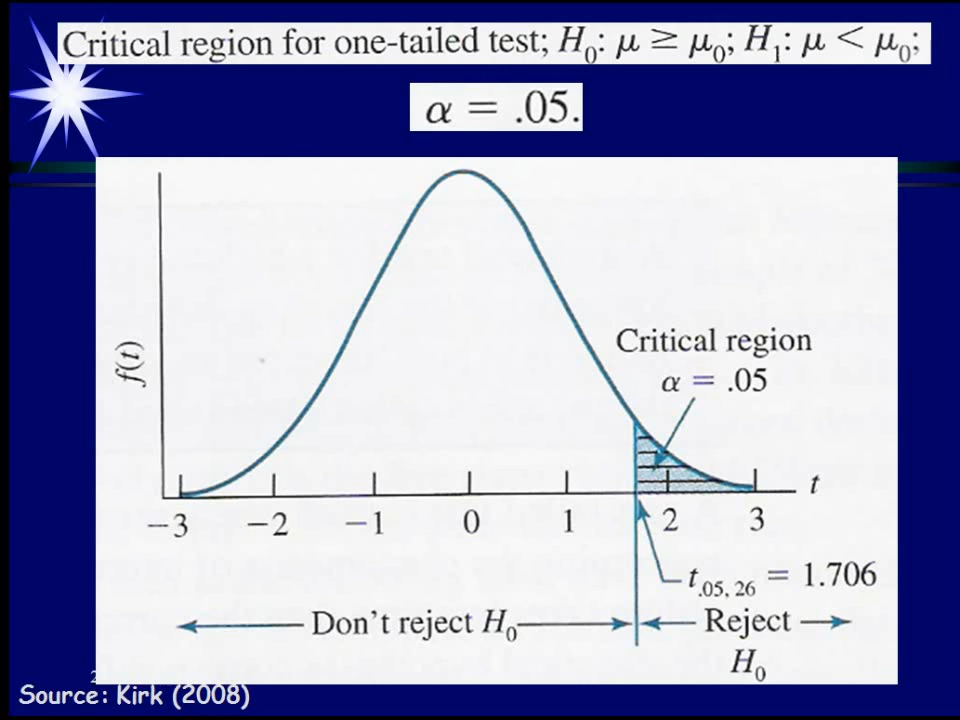 Critical region for one-tailed test; H₀: μ ≥ μ₀; H₁: μ < μ₀;
α = .05.
f(t)
Critical region
α = .05
t
−3 −2 −1 0 1 2 3
t.05, 26 = 1.706
Don't reject H₀
Reject
H₀
2
Source: Kirk (2008)